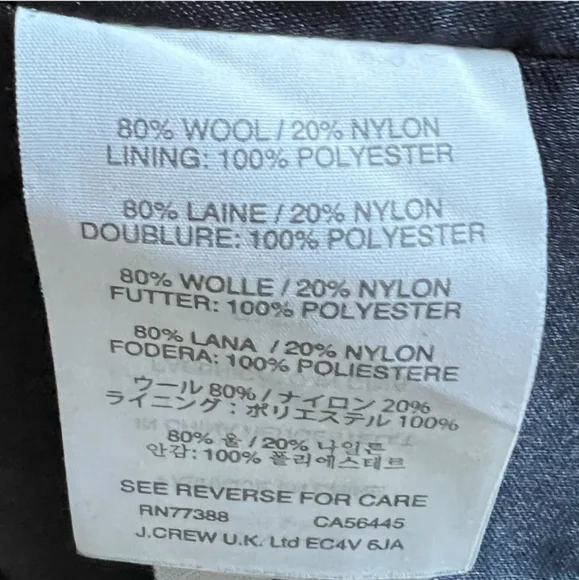 80% WOOL / 20% NYLON
LINING: 100% POLYESTER
80% LAINE / 20% NYLON
DOUBLURE: 100% POLYESTER
80% WOLLE / 20% NYLON
FUTTER: 100% POLYESTER
80% LANA / 20% NYLON
FODERA: 100% POLIESTERE
ウール 80% / ナイロン 20%
ライニング : ポリエステル 100%
80% 울 / 20% 나일론
안감: 100% 폴리에스테르
SEE REVERSE FOR CARE
RN77388 CA56445
J.CREW U.K. Ltd EC4V 6JA